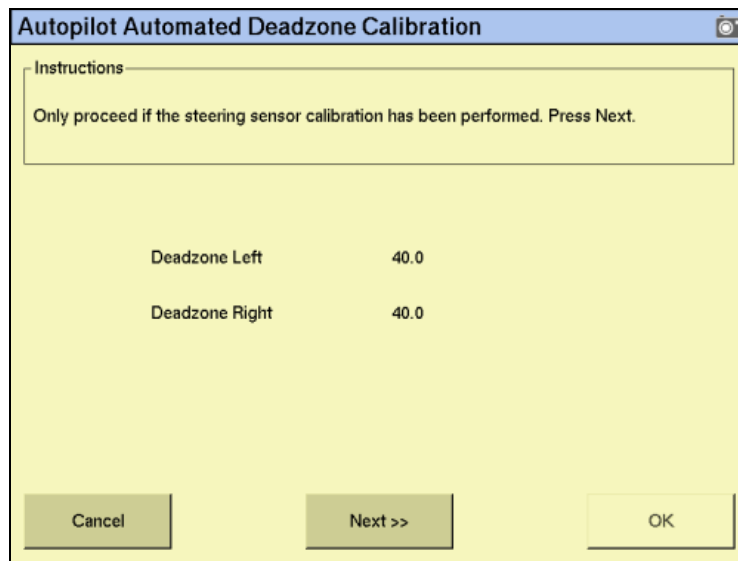 Autopilot Automated Deadzone Calibration
Instructions
Only proceed if the steering sensor calibration has been performed. Press Next.
Deadzone Left 40.0
Deadzone Right 40.0
Cancel Next >> OK